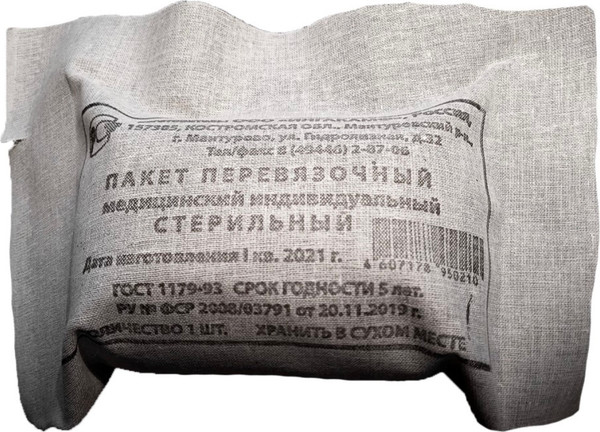 РОССИЯ,
157305, КОСТРОМСКАЯ ОБЛ., Мантуровский р-н,
г. Мантурово, ул. Гидролизная, д.32
Тел/факс 8 (49446) 2-87-06
ПАКЕТ ПЕРЕВЯЗОЧНЫЙ
медицинский индивидуальный
СТЕРИЛЬНЫЙ
Дата изготовления I кв. 2021 г.
4 607178 950210
ГОСТ 1179-93 СРОК ГОДНОСТИ 5 лет.
РУ № ФСР 2008/03791 от 20.11.2019 г.
КОЛИЧЕСТВО 1 ШТ. ХРАНИТЬ В СУХОМ МЕСТЕ